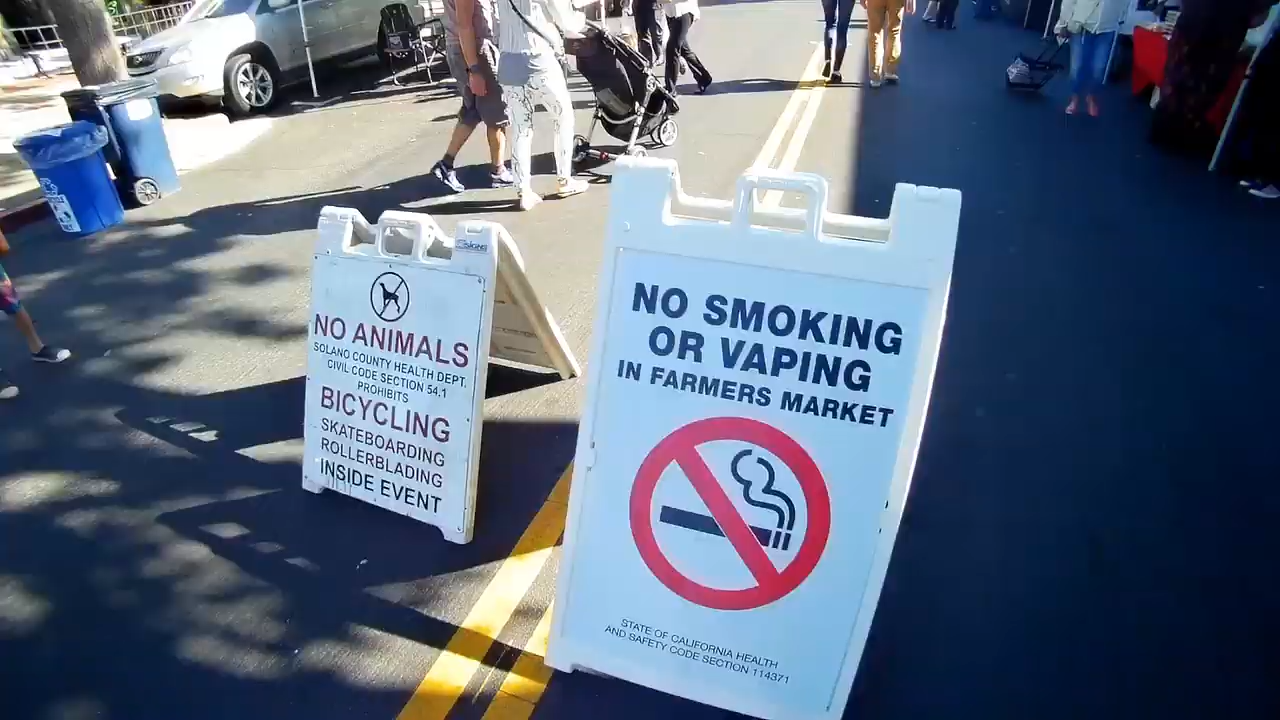 NO ANIMALS
SOLANO COUNTY HEALTH DEPT.
CIVIL CODE SECTION 54.1
PROHIBITS
BICYCLING
SKATEBOARDING
ROLLERBLADING
INSIDE EVENT
NO SMOKING
OR VAPING
IN FARMERS MARKET
STATE OF CALIFORNIA HEALTH
AND SAFETY CODE SECTION 114371